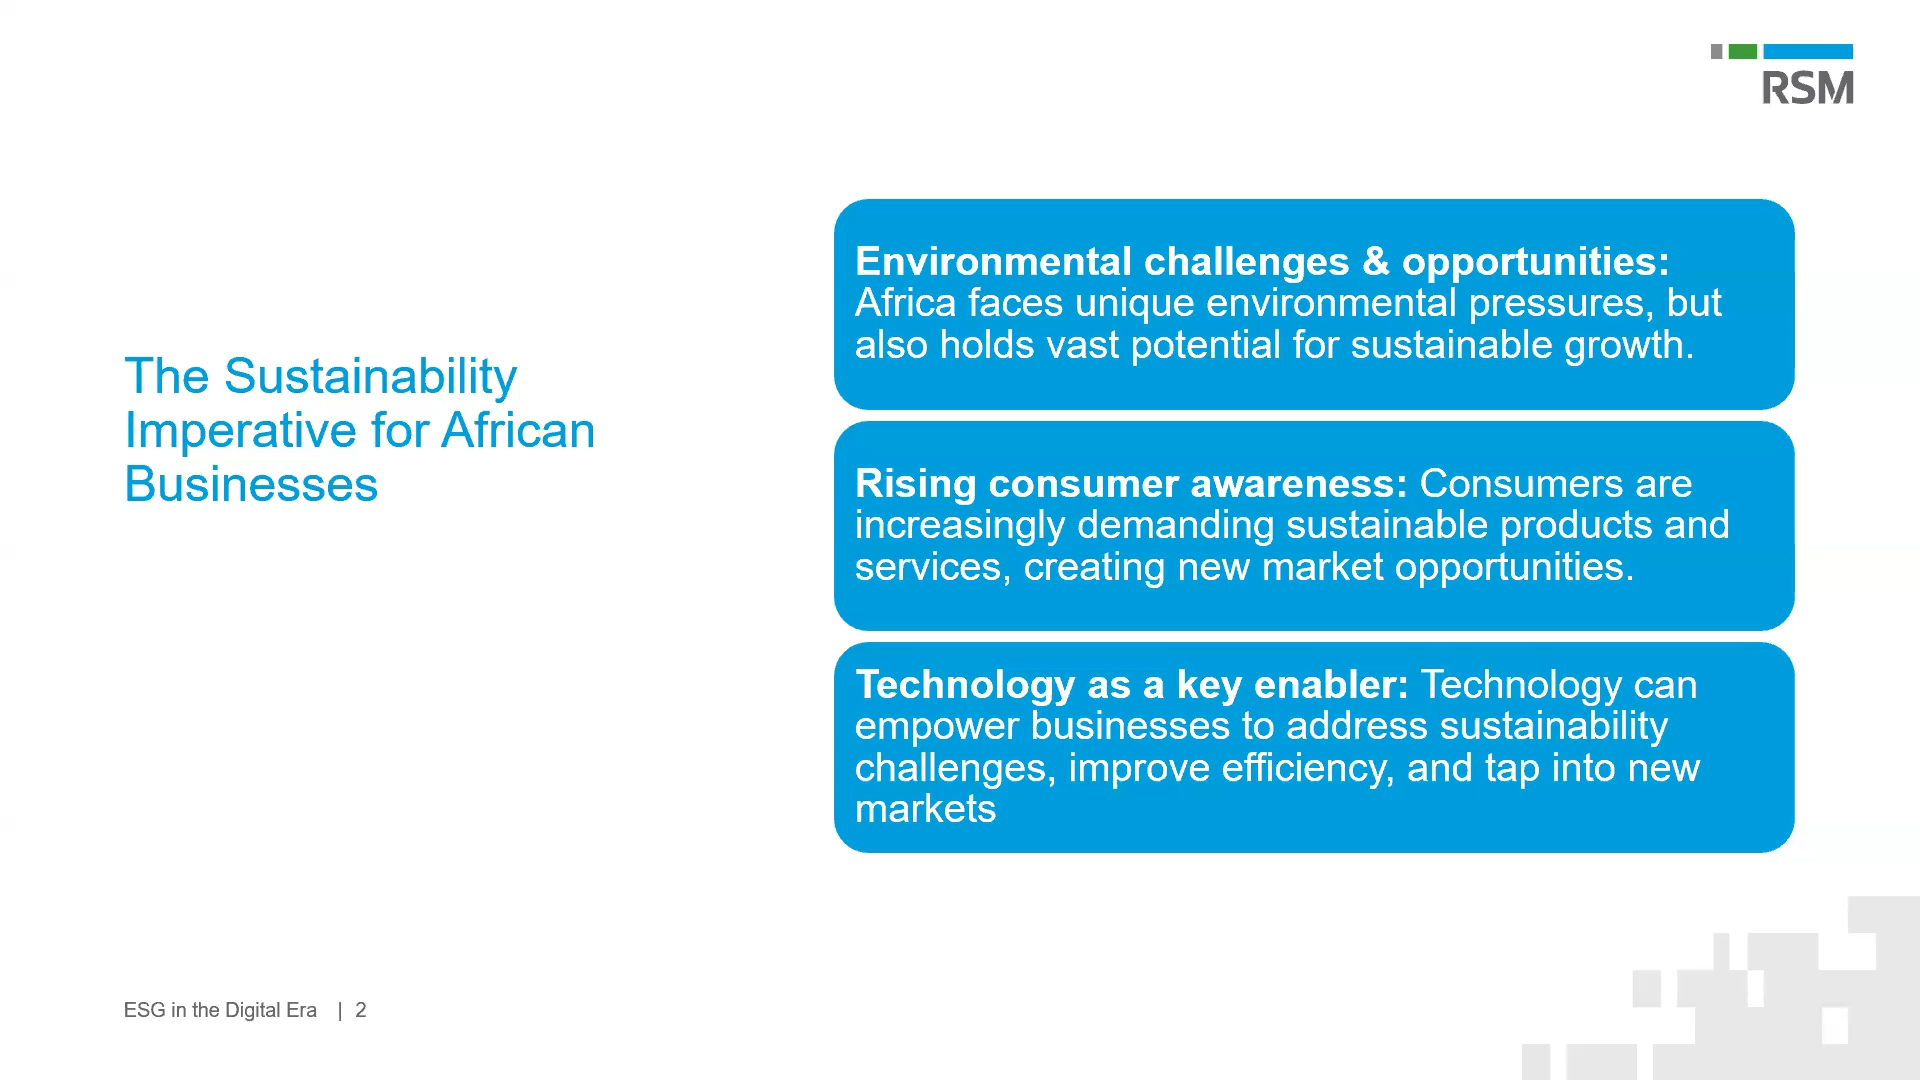 RSM
The Sustainability
Imperative for African
Businesses
Environmental challenges & opportunities:
Africa faces unique environmental pressures, but
also holds vast potential for sustainable growth.
Rising consumer awareness: Consumers are
increasingly demanding sustainable products and
services, creating new market opportunities.
Technology as a key enabler: Technology can
empower businesses to address sustainability
challenges, improve efficiency, and tap into new
markets
ESG in the Digital Era | 2